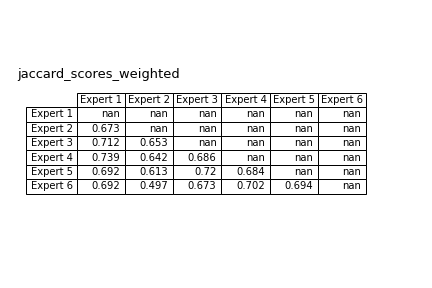 jaccard_scores_weighted
Expert 1 Expert 2 Expert 3 Expert 4 Expert 5 Expert 6
Expert 1 nan nan nan nan nan nan
Expert 2 0.673 nan nan nan nan nan
Expert 3 0.712 0.653 nan nan nan nan
Expert 4 0.739 0.642 0.686 nan nan nan
Expert 5 0.692 0.613 0.72 0.684 nan nan
Expert 6 0.692 0.497 0.673 0.702 0.694 nan